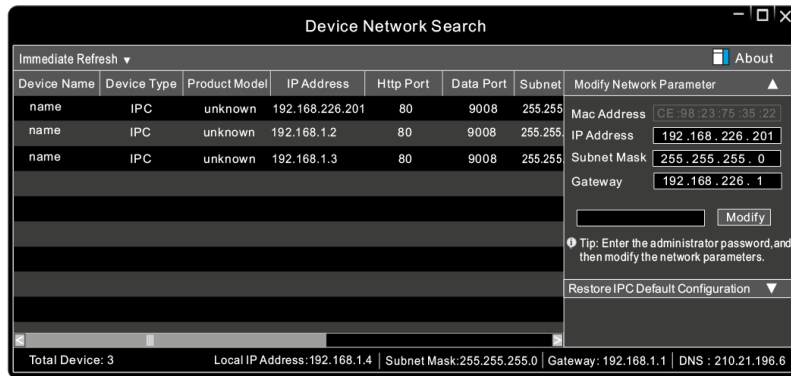 Device Network Search
Immediate Refresh ▼ About
Device Name Device Type Product Model IP Address Http Port Data Port Subnet
name IPC unknown 192.168.226.201 80 9008 255.255
name IPC unknown 192.168.1.2 80 9008 255.255.
name IPC unknown 192.168.1.3 80 9008 255.255.
Modify Network Parameter ▲
Mac Address CE:98:23:75:35:22
IP Address 192.168.226.201
Subnet Mask 255.255.255.0
Gateway 192.168.226.1
Modify
Tip: Enter the administrator password,and
then modify the network parameters.
Restore IPC Default Configuration ▼
Total Device: 3 Local IP Address:192.168.1.4 Subnet Mask:255.255.255.0 Gateway: 192.168.1.1 DNS : 210.21.196.6